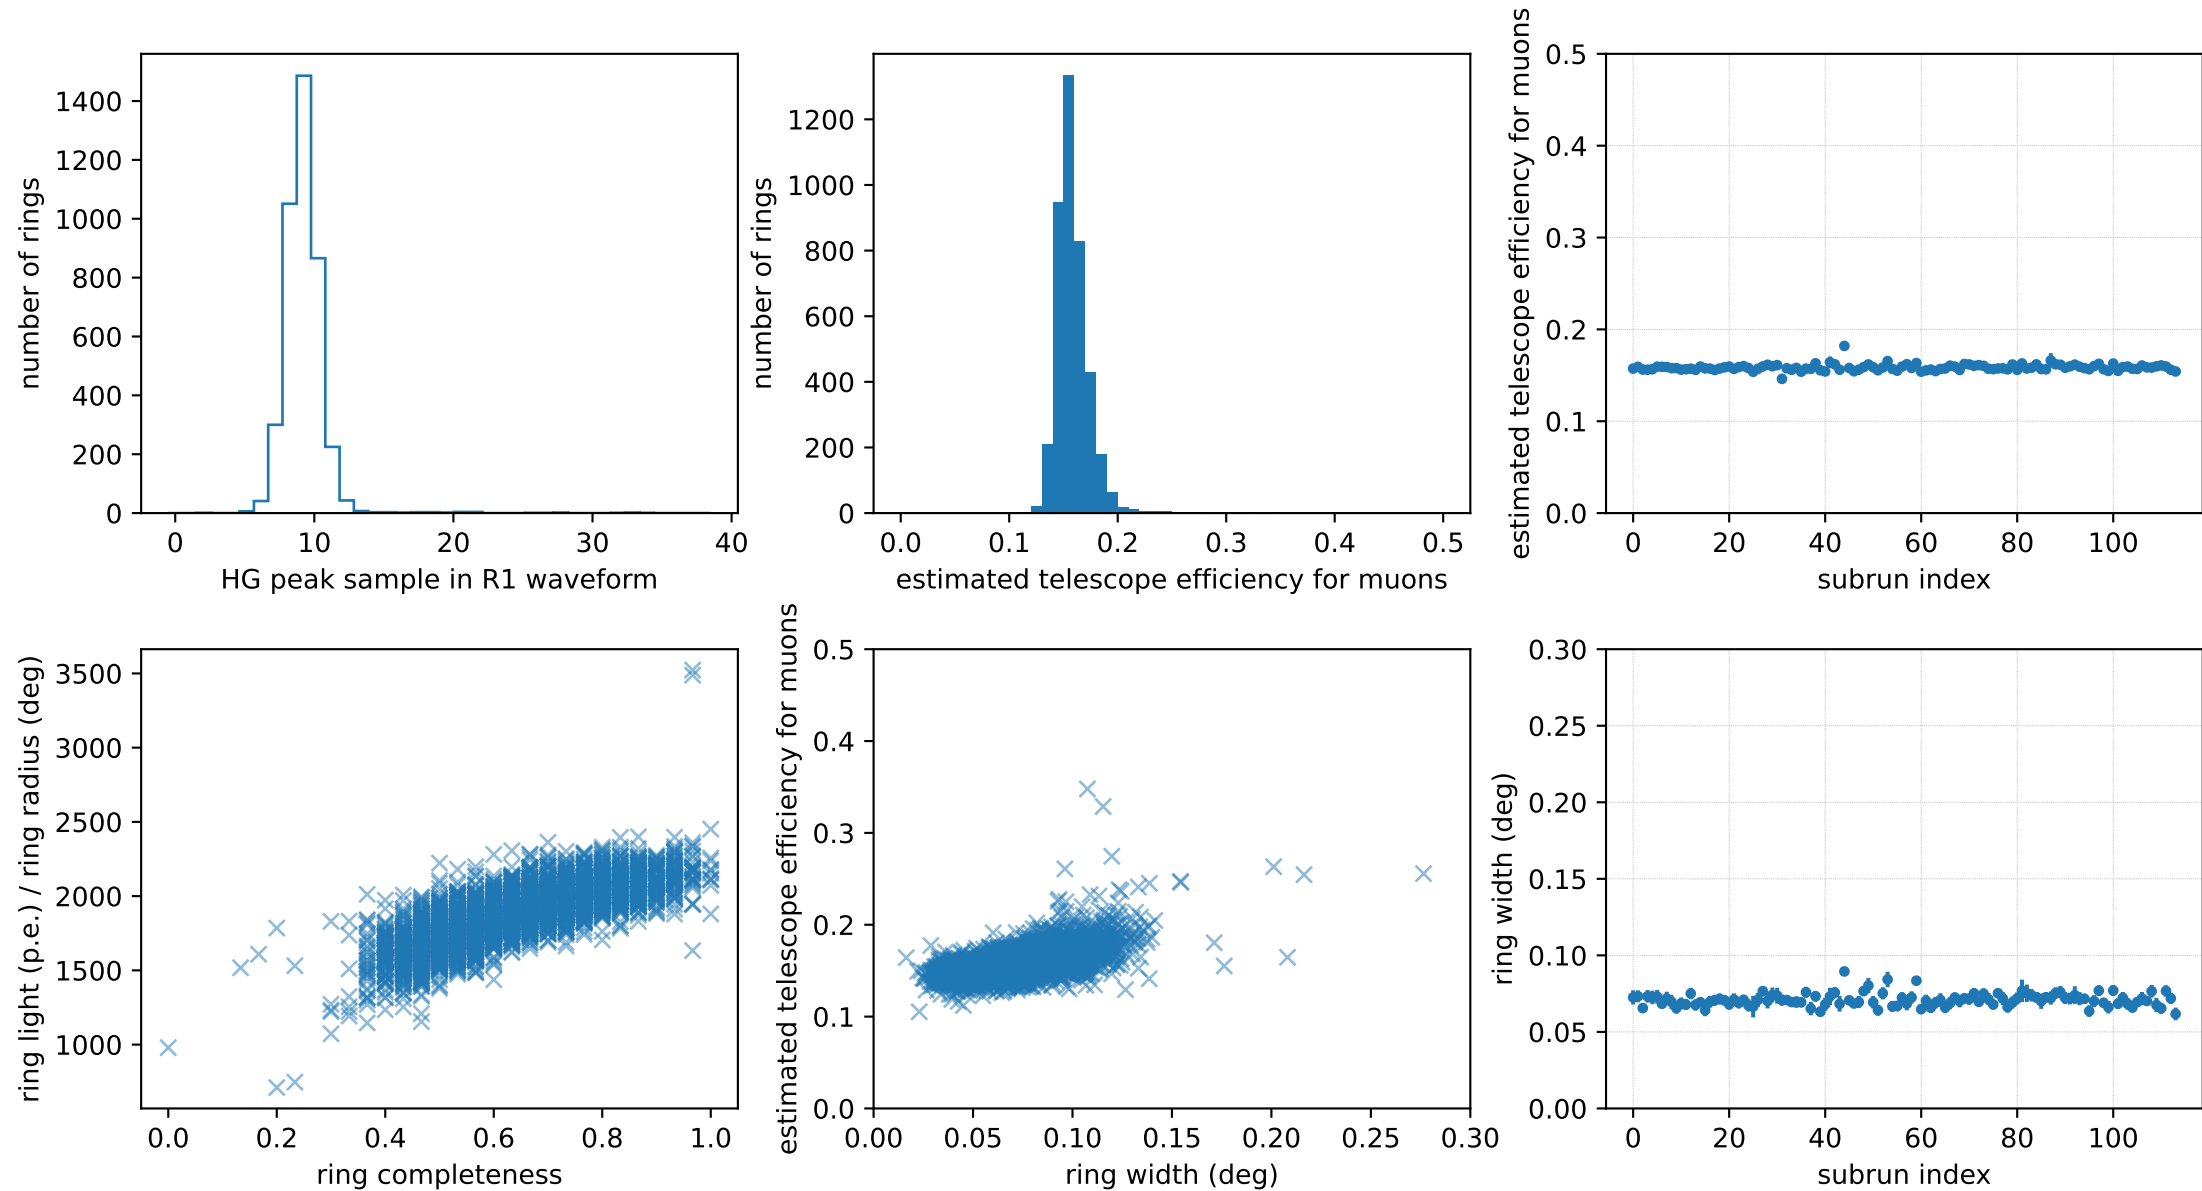 number of rings
1400
1200
1000
800
600
400
200
0
0 10 20 30 40
HG peak sample in R1 waveform
number of rings
1200
1000
800
600
400
200
0
0.0 0.1 0.2 0.3 0.4 0.5
estimated telescope efficiency for muons
estimated telescope efficiency for muons
0.5
0.4
0.3
0.2
0.1
0.0
0 20 40 60 80 100
subrun index
ring light (p.e.) / ring radius (deg)
3500
3000
2500
2000
1500
1000
0.0 0.2 0.4 0.6 0.8 1.0
ring completeness
estimated telescope efficiency for muons
0.5
0.4
0.3
0.2
0.1
0.0
0.00 0.05 0.10 0.15 0.20 0.25 0.30
ring width (deg)
ring width (deg)
0.30
0.25
0.20
0.15
0.10
0.05
0.00
0 20 40 60 80 100
subrun index